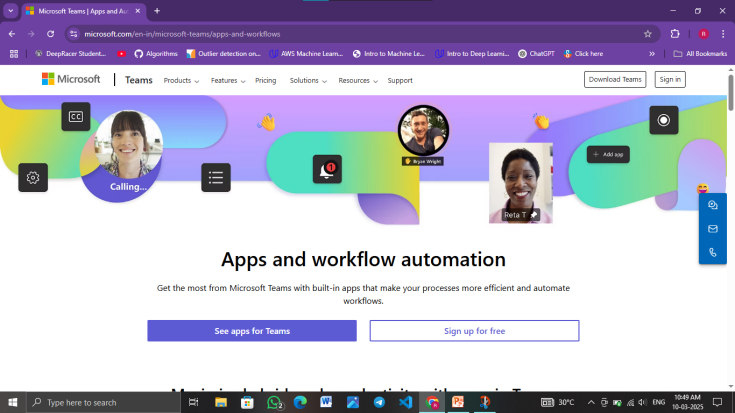 Microsoft Teams | Apps and Aut
microsoft.com/en-in/microsoft-teams/apps-and-workflows
R
DeepRacer Student...
Algorithms
Outlier detection on...
AWS Machine Learn...
Intro to Machine Le...
Intro to Deep Learni...
ChatGPT
Click here
»
All Bookmarks
Microsoft
Teams
Products
Features
Pricing
Solutions
Resources
Support
Download Teams
Sign in
CC
Calling...
1
Bryan Wright
Reta T
Add app
Apps and workflow automation
Get the most from Microsoft Teams with built-in apps that make your processes more efficient and automate
workflows.
See apps for Teams
Sign up for free
Type here to search
2
30°C
ENG
10:49 AM
10-03-2025